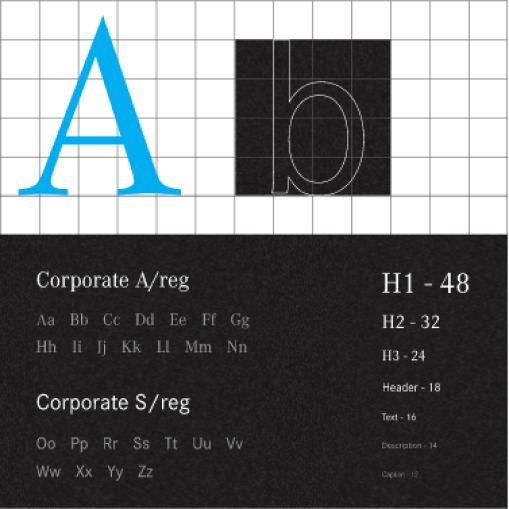 A b
Corporate A/reg
Aa Bb Cc Dd Ee Ff Gg
Hh Ii Jj Kk Ll Mm Nn
Corporate S/reg
Oo Pp Rr Ss Tt Uu Vv
Ww Xx Yy Zz
H1 - 48
H2 - 32
H3 - 24
Header - 18
Text - 16
Description - 14
Caption - 12